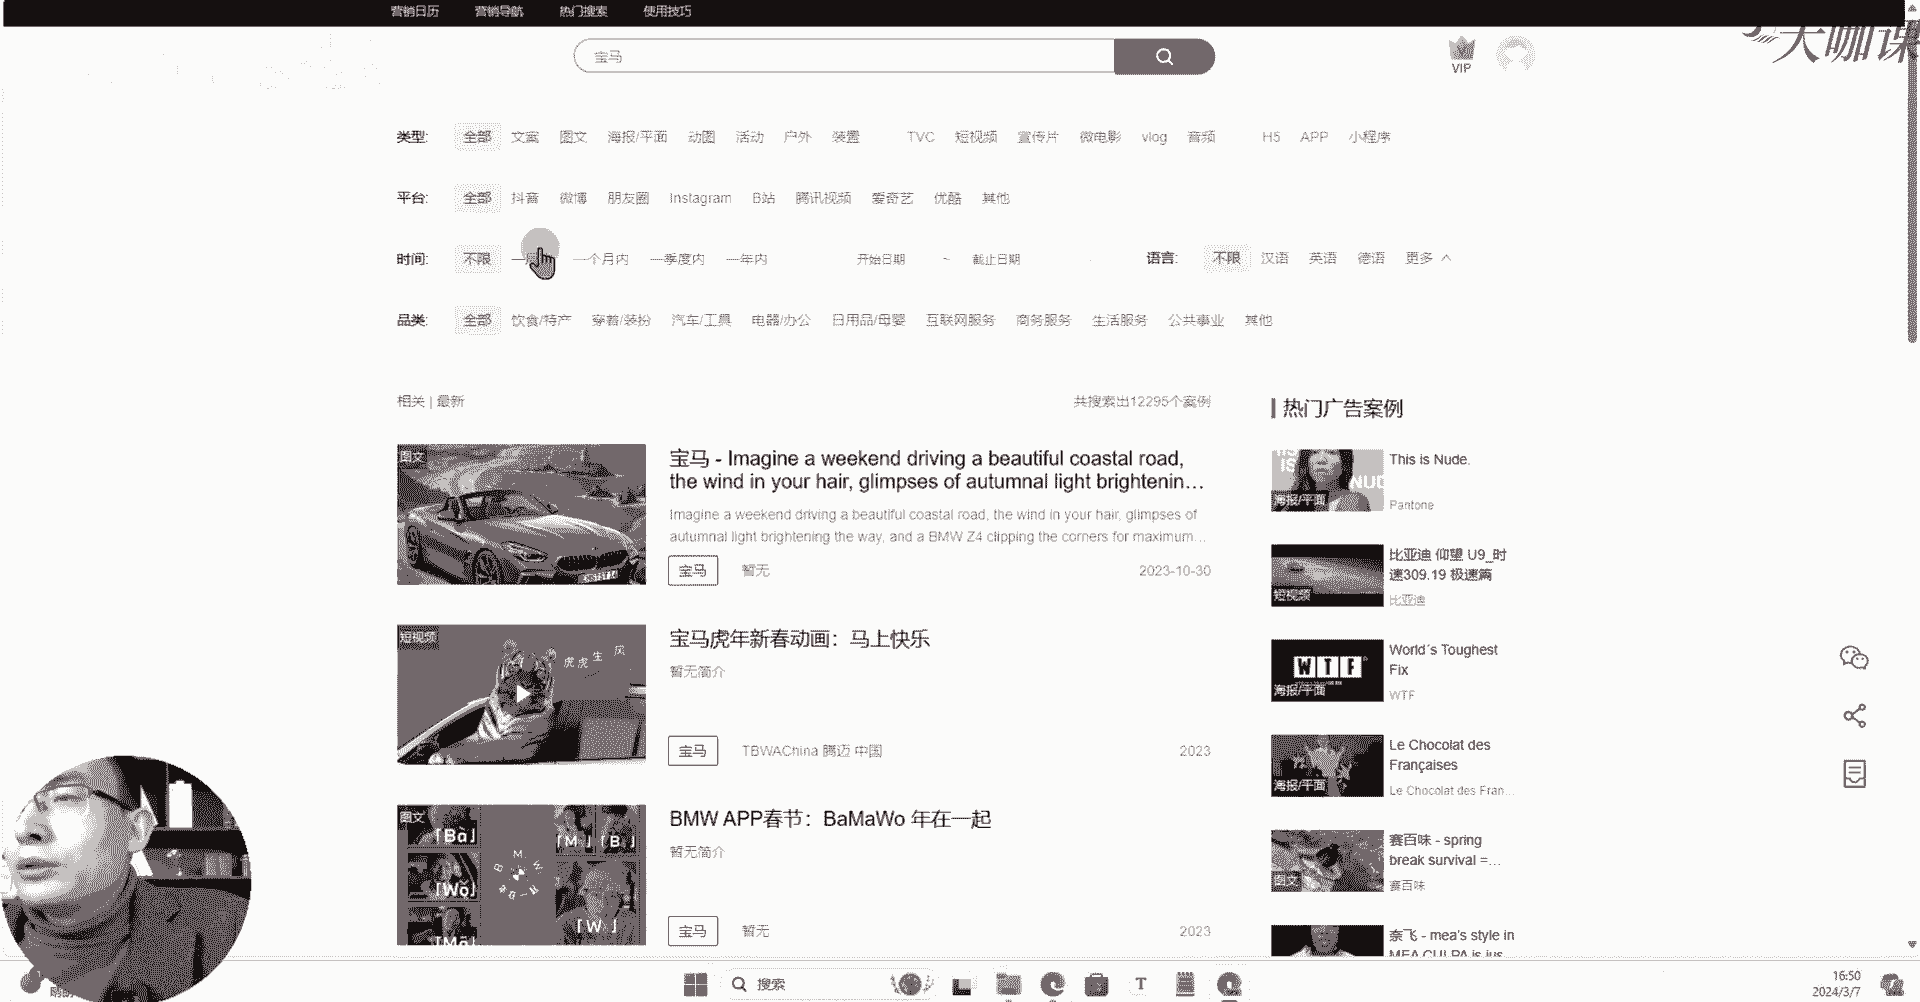 营销日历 营销导航 热门搜索 使用技巧
大咖课
宝马
VIP
类型: 全部 文案 图文 海报/平面 动图 活动 户外 装置 TVC 短视频 宣传片 微电影 vlog 音频 H5 APP 小程序
平台: 全部 抖音 微博 朋友圈 Instagram B站 腾讯视频 爱奇艺 优酷 其他
时间: 不限 一个月内 一季度内 一年内 开始日期 ~ 截止日期 语言: 不限 汉语 英语 德语 更多
品类: 全部 饮食/特产 穿着/装扮 汽车/工具 电器/办公 日用品/母婴 互联网服务 商务服务 生活服务 公共事业 其他
相关 | 最新 共搜索出12295个案例
图文
宝马 - Imagine a weekend driving a beautiful coastal road,
the wind in your hair, glimpses of autumnal light brightenin...
Imagine a weekend driving a beautiful coastal road, the wind in your hair, glimpses of
autumnal light brightening the way, and a BMW Z4 clipping the corners for maximum...
宝马 暂无 2023-10-30
短视频
虎虎生风
宝马虎年新春动画：马上快乐
暂无简介
宝马 TBWAChina 腾迈 中国 2023
图文
「Bà」
「M」「B」
「Wǒ」
「W」
BMW APP春节：BaMaWo 年在一起
暂无简介
宝马 暂无 2023
热门广告案例
海报/平面
This is Nude.
Pantone
短视频
比亚迪 仰望 U9_时
速309.19 极速篇
比亚迪
WTF
海报/平面
World´s Toughest
Fix
WTF
海报/平面
Le Chocolat des
Françaises
Le Chocolat des Fran...
图文
赛百味 - spring
break survival =...
赛百味
奈飞 - mea's style in
MEA CULPA is jus
搜索
16:50
2024/3/7